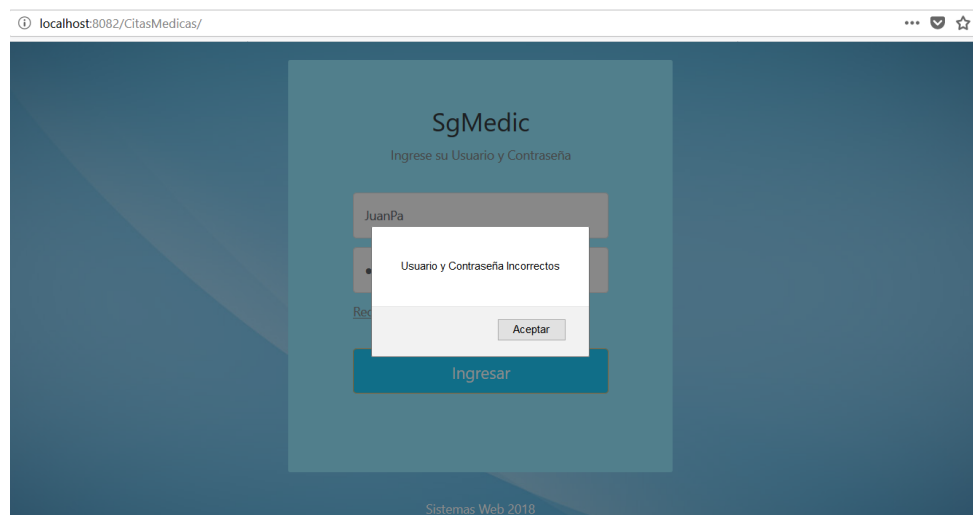 localhost:8082/CitasMedicas/
SgMedic
Ingrese su Usuario y Contraseña
JuanPa
Usuario y Contraseña Incorrectos
Aceptar
Ingresar
Sistemas Web 2018